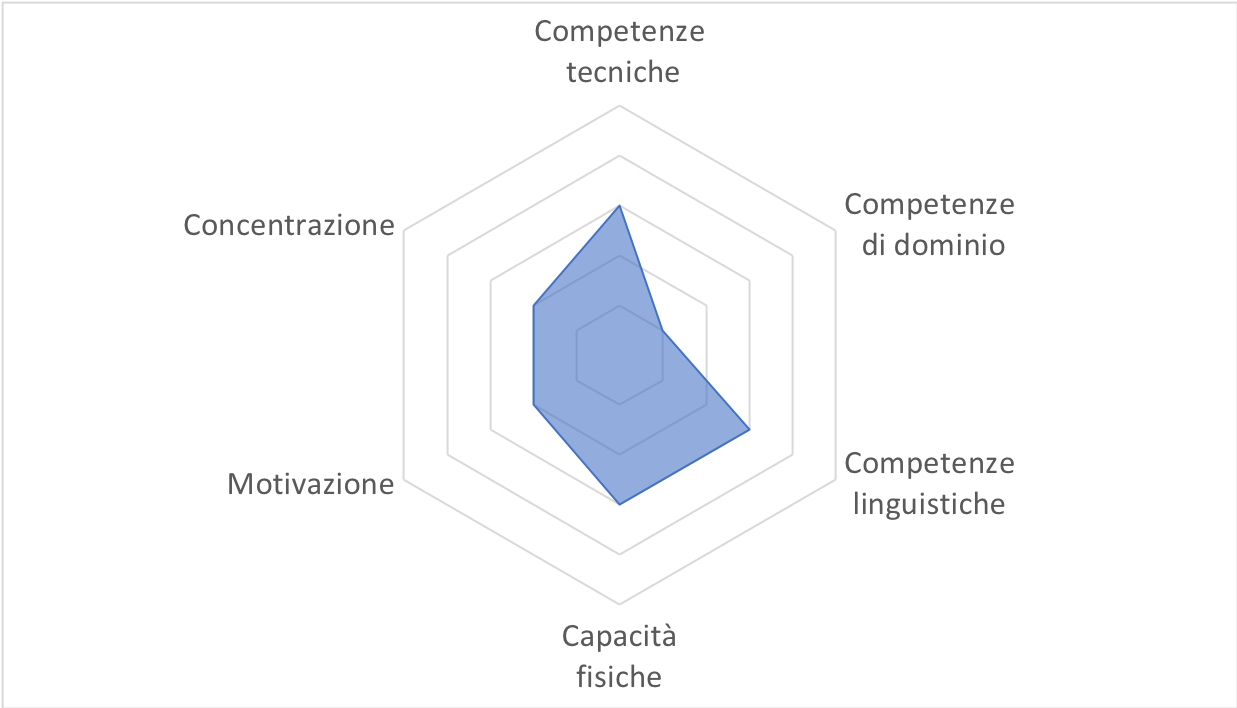 Competenze
tecniche
Competenze
di dominio
Competenze
linguistiche
Capacità
fisiche
Motivazione
Concentrazione